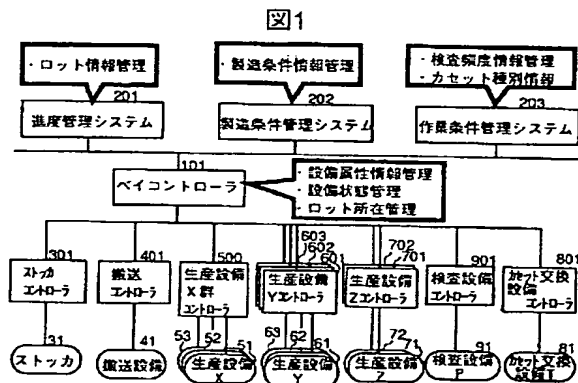 図1
・ロット情報管理
・製造条件情報管理
・検査頻度情報管理
・カセット種別情報
201
202
203
進度管理システム
製造条件管理システム
作業条件管理システム
101
ベイコントローラ
・設備属性情報管理
・設備状態管理
・ロット所在管理
301
401
500
603
602
601
702
701
901
801
ストッカ
コントローラ
搬送
コントローラ
生産設備
X群
コントローラ
生産設備
Yコントローラ
生産設備
Zコントローラ
検査設備
コントローラ
カセット交換
設備
コントローラ
31
41
53
52
51
63
62
61
72
71
91
81
ストッカ
搬送設備
生産設備
X
生産設備
Y
生産設備
Z
検査設備
P
カセット交換
設備I